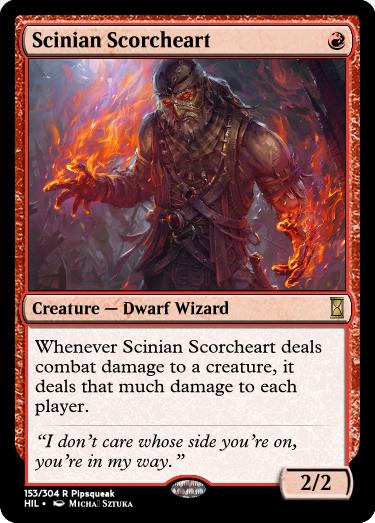 Scinian Scorcheart
Creature — Dwarf Wizard
Whenever Scinian Scorcheart deals
combat damage to a creature, it
deals that much damage to each
player.
“I don’t care whose side you’re on,
you’re in my way.”
2/2
153/304 R Pipsqueak
HIL • Michał Sztuka